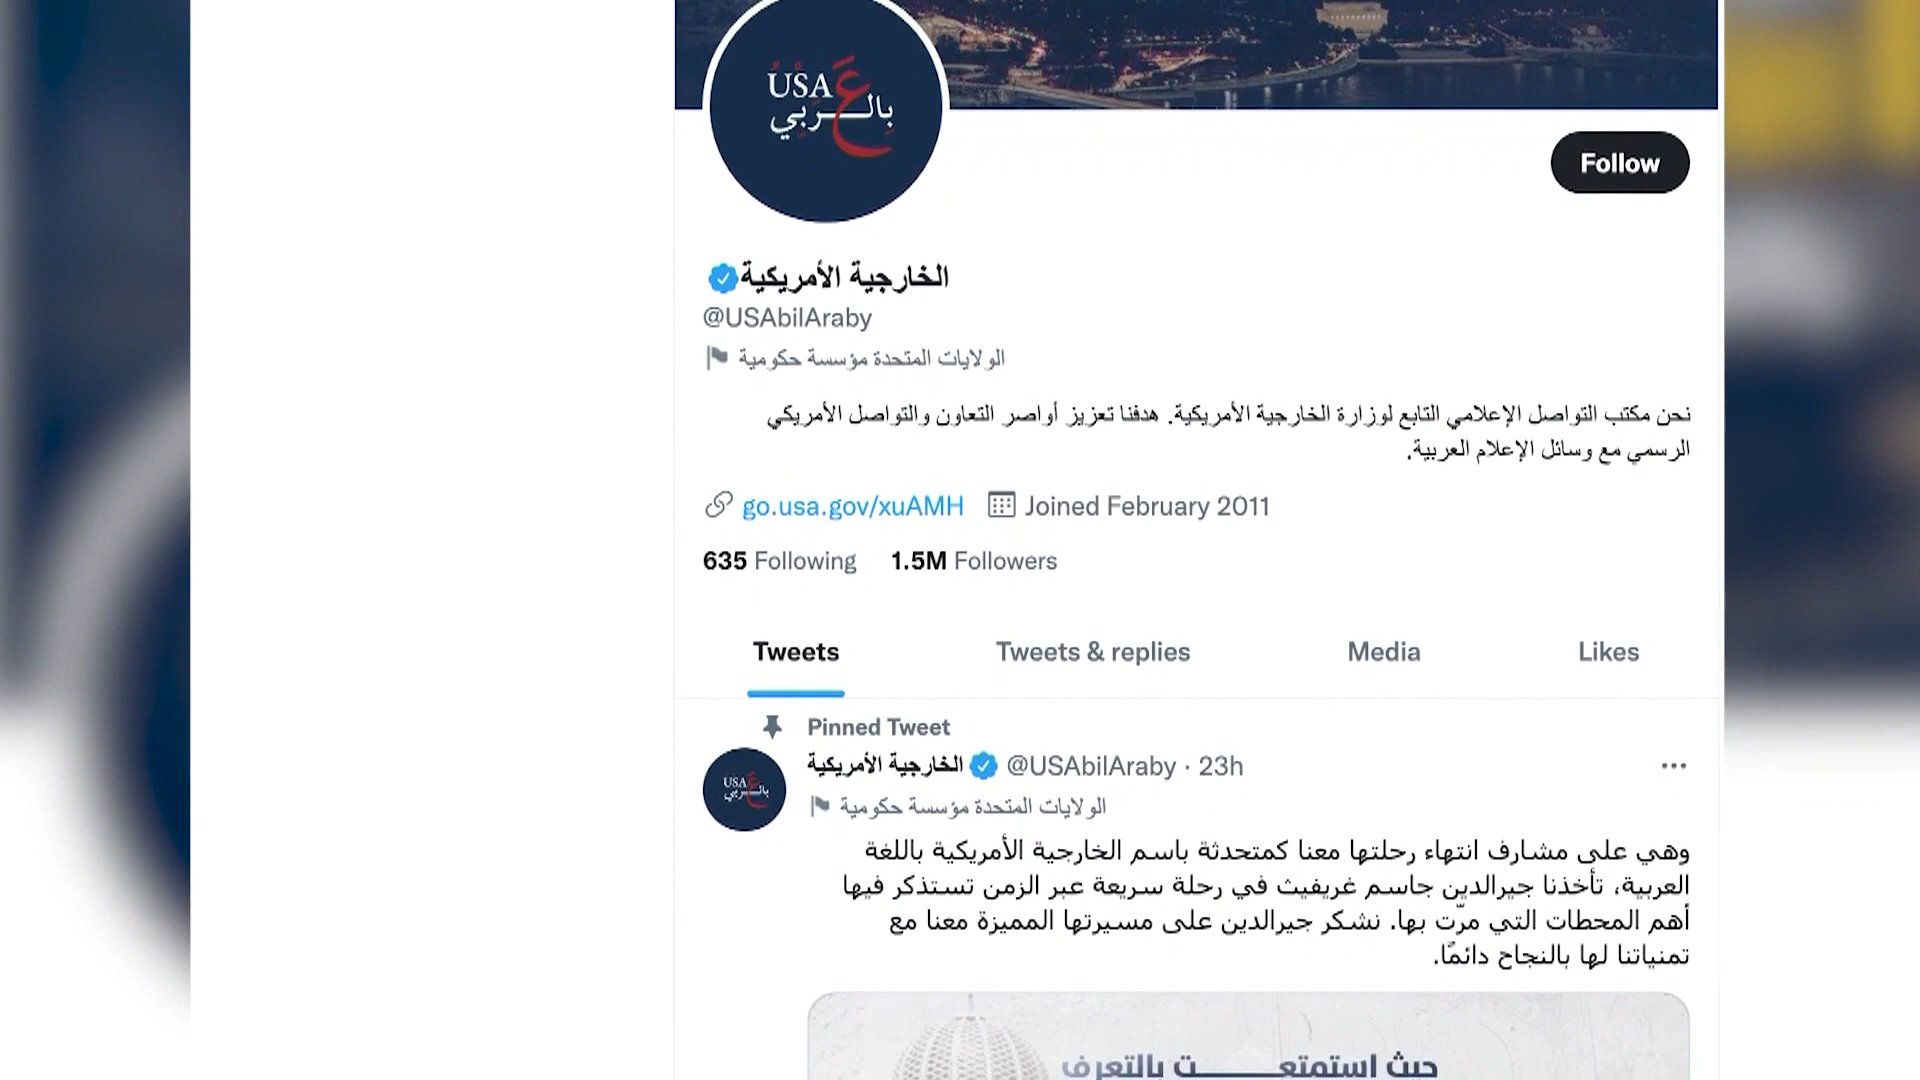 USA
بالعَرَبي
Follow
الخارجية الأمريكية
@USAbilAraby
الولايات المتحدة مؤسسة حكومية
نحن مكتب التواصل الإعلامي التابع لوزارة الخارجية الأمريكية. هدفنا تعزيز أواصر التعاون والتواصل الأمريكي
الرسمي مع وسائل الإعلام العربية.
go.usa.gov/xuAMH Joined February 2011
635 Following 1.5M Followers
Tweets Tweets & replies Media Likes
Pinned Tweet
الخارجية الأمريكية @USAbilAraby · 23h
USA
بالعربي
الولايات المتحدة مؤسسة حكومية
وهي على مشارف انتهاء رحلتها معنا كمتحدثة باسم الخارجية الأمريكية باللغة
العربية، تأخذنا جيرالدين جاسم غريفيث في رحلة سريعة عبر الزمن تستذكر فيها
أهم المحطات التي مرّت بها. نشكر جيرالدين على مسيرتها المميزة معنا مع
تمنياتنا لها بالنجاح دائمًا.
حيث استمتعـــت بالتعرف